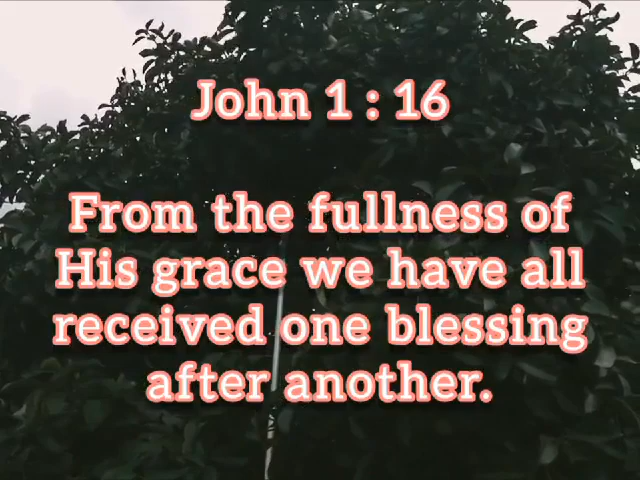 John 1 : 16
From the fullness of
His grace we have all
received one blessing
after another.